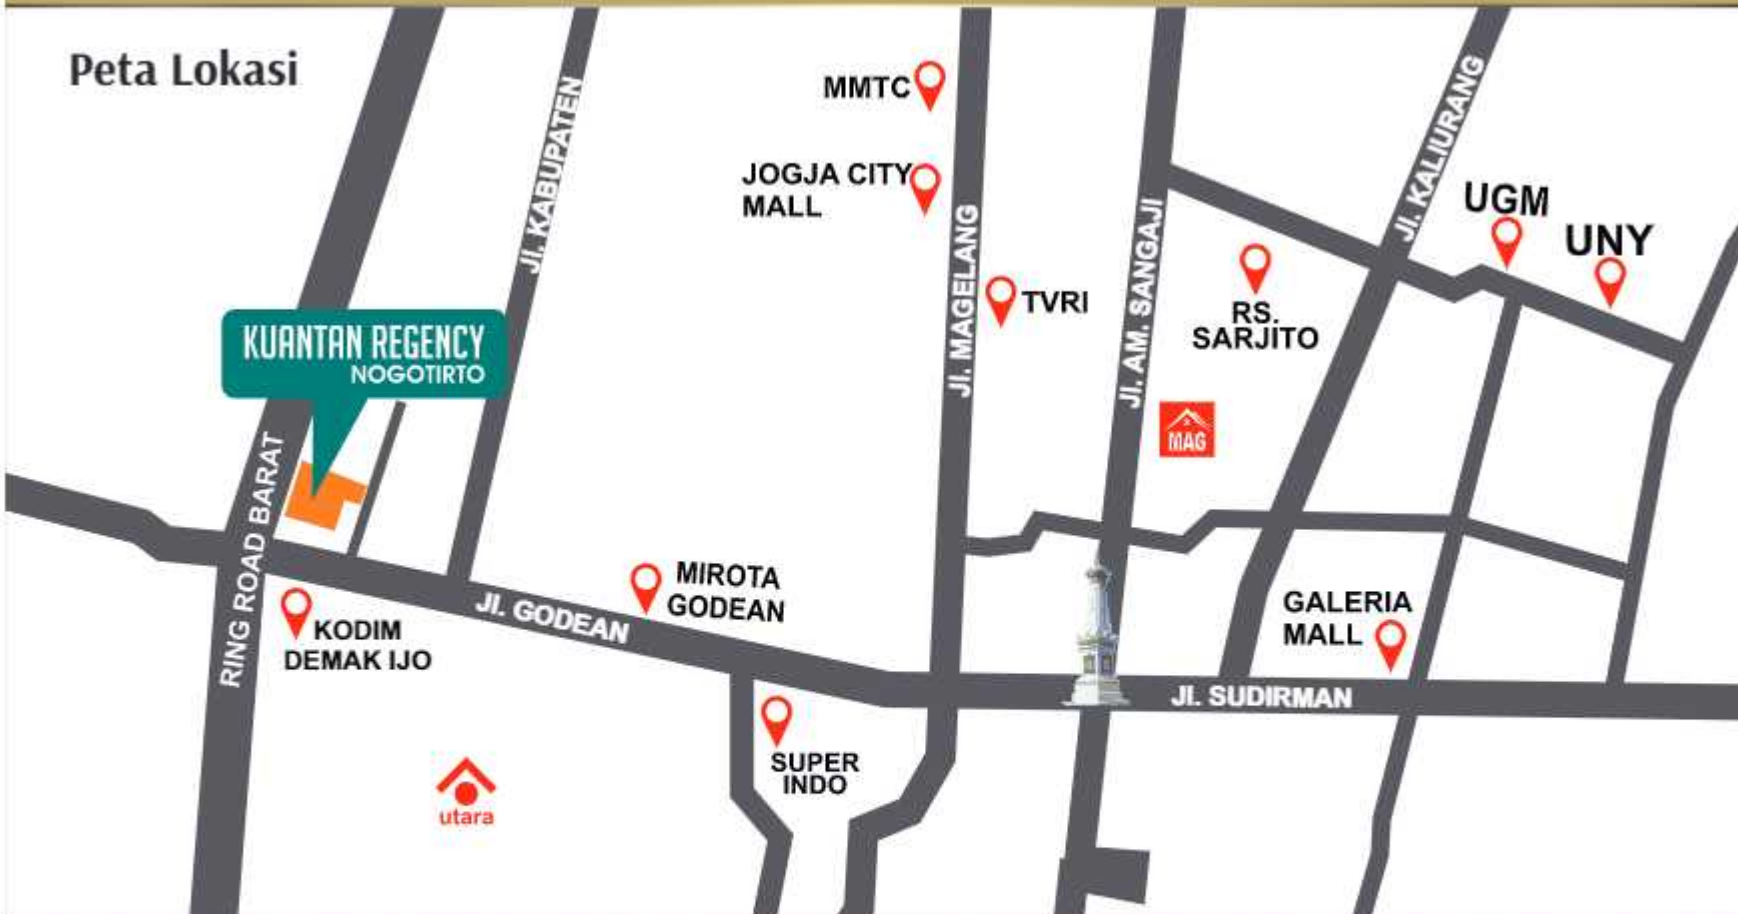 Peta Lokasi
MMTC
JOGJA CITY
MALL
Jl. KABUPATEN
Jl. MAGELANG
TVRI
Jl. AM. SANGAJI
Jl. KALIURANG
UGM
UNY
RS.
SARJITO
KUANTAN REGENCY
NOGOTIRTO
MAG
RING ROAD BARAT
KODIM
DEMAK IJO
Jl. GODEAN
MIROTA
GODEAN
GALERIA
MALL
Jl. SUDIRMAN
SUPER
INDO
utara